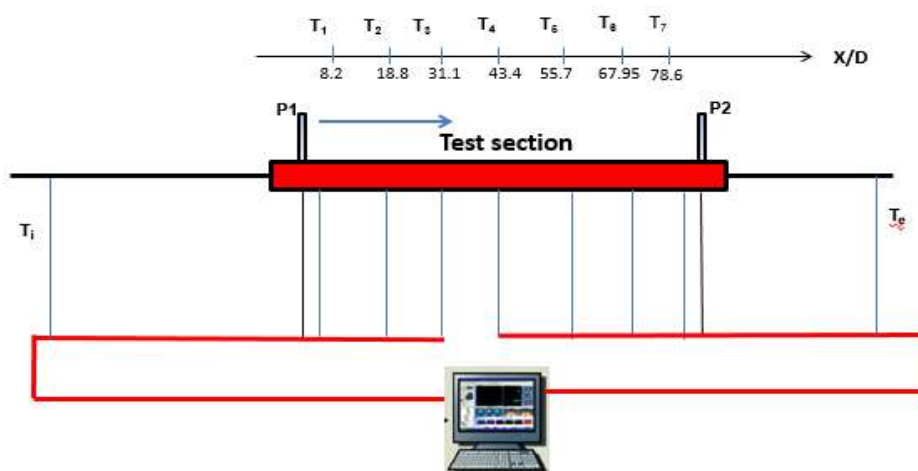 T₁ T₂ T₃ T₄ T₅ T₆ T₇
X/D
8.2 18.8 31.1 43.4 55.7 67.95 78.6
P1 P2
Test section
Tᵢ Tₑ